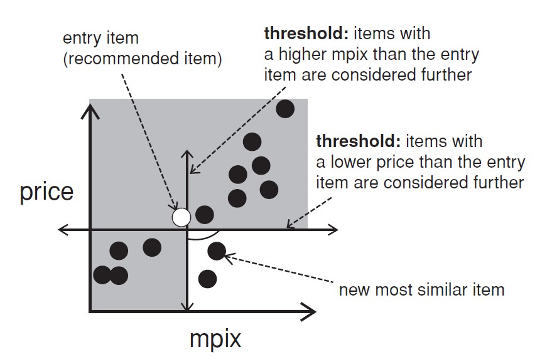 entry item
(recommended item)
threshold: items with
a higher mpix than the entry
item are considered further
threshold: items with
a lower price than the entry
item are considered further
price
new most similar item
mpix